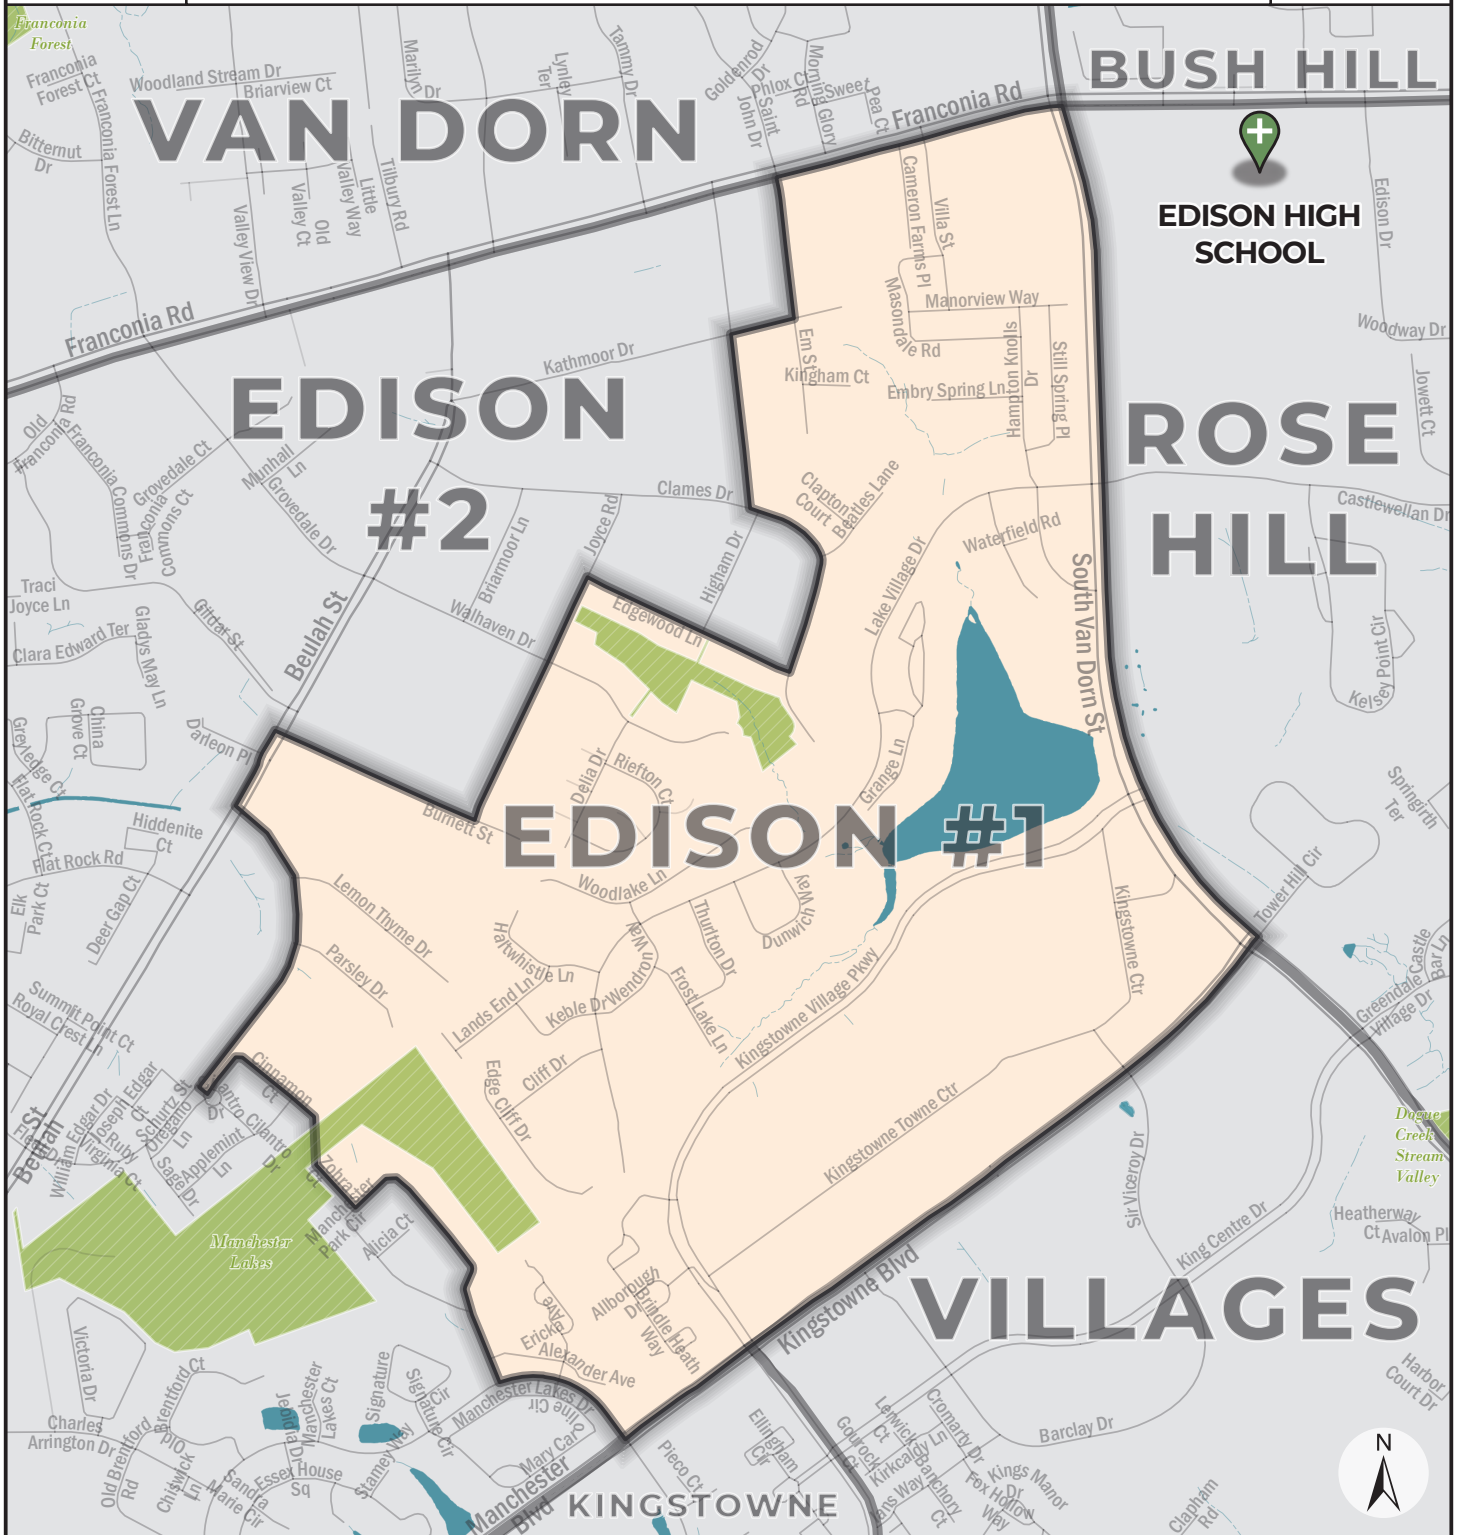 Franconia
Forest
Franconia
Forest Ct
Woodland Stream Dr
Briarview Ct
Marilyn
Dr
Lynley
Ter
Tammy Dr
Goldenrod
Dr
Phlox Ct
Saint
John Dr
Morning Glory
Rd
Sweet
Pea Ct
Franconia Rd
BUSH HILL
EDISON HIGH
SCHOOL
VAN DORN
Bitternut
Dr
Franconia Forest Ln
Valley View Dr
Valley Ct
Old
Valley Way
Little
Tilbury Rd
Cameron Farms Pl
Villa St
Edison Dr
Franconia Rd
Masondale Rd
Manorview Way
Woodway Dr
Kathmoor Dr
Em St
Kingham Ct
Embry Spring Ln
Hampton Knolls
Dr
Still Spring Pl
Jowett Ct
EDISON
#2
ROSE
HILL
Old
Franconia Rd
Franconia Commons Dr
Grovedale Ct
Franconia
Commons Ct
Munhall
Ln
Grovedale Dr
Clames Dr
Joyce Rd
Briarmoor Ln
Higham Dr
Clapton
Court
Beatles Lane
Waterfield Rd
Castlewellan Dr
Lake Village Dr
South Van Dorn St
Traci
Joyce Ln
Clara Edward Ter
Gladys May Ln
Gildar St
Beulah St
Walhaven Dr
Edgewood Ln
Kelsey Point Cir
Greyledge Ct
Grove Ct
China
Darleon Pl
Flat Rock Ct
Hiddenite
Ct
Flat Rock Rd
Elk
Park Ct
Deer Gap Ct
Burnett St
Delia Dr
Riefton Ct
Grange Ln
Springirth
Ter
EDISON #1
Woodlake Ln
Dunwich Way
Tower Hill Cir
Lemon Thyme Dr
Parsley Dr
Haltwhistle Ln
Lands End Ln
Keble Dr
Wendron Way
Thurlton Dr
Frost Lake Ln
Kingstowne Village Pkwy
Kingstowne Ctr
Greendale
Village Dr
Castle
Bar Ln
Summit Point Ct
Royal Crest Ln
Cliff Dr
Edge Cliff Dr
Kingstowne Towne Ctr
Cinnamon
Ct
Cilantro
Dr
Cilantro
Dr
Beulah St
William Edgar Dr
Joseph Edgar
Ct
Ruby
Virginia Ct
Schurtz St
Oregano
Ln
Applemint
Ln
Sage Dr
Manchester
Park Cir
Alicia Ct
Manchester
Lakes
Sir Viceroy Dr
Dogue
Creek
Stream
Valley
Heatherway
Ct
Avalon Pl
King Centre Dr
Kingstowne Blvd
VILLAGES
Allborough
Dr
Brindle Heath
Way
Ericka
Ave
Alexander Ave
Victoria Dr
Brentford Ct
Manchester
Lakes Ct
Signature
Signature Cir
Cir
Manchester Lakes Dr
Olive Cir
Mary Caro
Charles
Arrington Dr
Old Brentford
Rd
Chiswick
Ln
Sandra
Marie Cir
Essex House
Sq
Stamey Way
Manchester
Blvd
Pieco Ct
Ellingham
Cir
Gourock
Ct
Lerwick
Ct
Kirkcaldy Ln
Cromarty Dr
Banchory
Ct
Kings Manor
Dr
Fox Hollow
Way
Barclay Dr
Harbor
Court Dr
Clapham
Rd
KINGSTOWNE
N